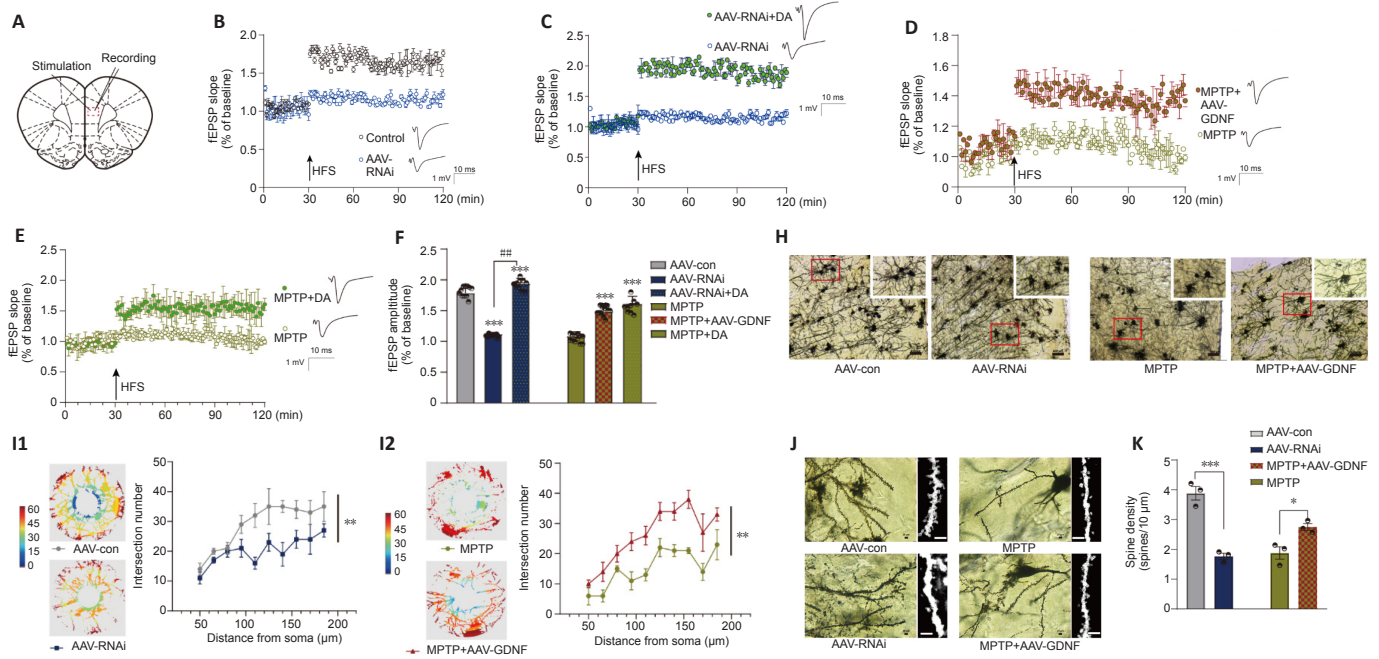 A
Stimulation
Recording
B
fEPSP slope
(% of baseline)
2.0
1.5
1.0
0.5
0
30
60
90
120 (min)
HFS
Control
AAV-
RNAi
10 ms
1 mV
C
AAV-RNAi+DA
AAV-RNAi
fEPSP slope
(% of baseline)
2.5
2.0
1.5
1.0
0.5
0
30
60
90
120 (min)
HFS
10 ms
1 mV
D
fEPSP slope
(% of baseline)
1.8
1.6
1.4
1.2
1.0
0.8
0
30
60
90
120 (min)
HFS
MPTP+
AAV-
GDNF
MPTP
10 ms
1 mV
E
fEPSP slope
(% of baseline)
2.5
2.0
1.5
1.0
0.5
0
0
30
60
90
120 (min)
HFS
MPTP+DA
MPTP
10 ms
1 mV
F
fEPSP amplitude
(% of baseline)
2.5
2.0
1.5
1.0
0.5
0
##
***
***
***
***
AAV-con
AAV-RNAi
AAV-RNAi+DA
MPTP
MPTP+AAV-GDNF
MPTP+DA
H
AAV-con
AAV-RNAi
MPTP
MPTP+AAV-GDNF
I1
60
45
30
15
0
AAV-con
AAV-RNAi
Intersection number
50
40
30
20
10
0
0
50
100
150
200
Distance from soma (μm)
**
I2
60
45
30
15
0
MPTP
MPTP+AAV-GDNF
Intersection number
50
40
30
20
10
0
0
50
100
150
200
Distance from soma (μm)
**
J
AAV-con
MPTP
AAV-RNAi
MPTP+AAV-GDNF
K
AAV-con
AAV-RNAi
MPTP+AAV-GDNF
MPTP
Spine density
(spines/10 μm)
5
4
3
2
1
0
***
*